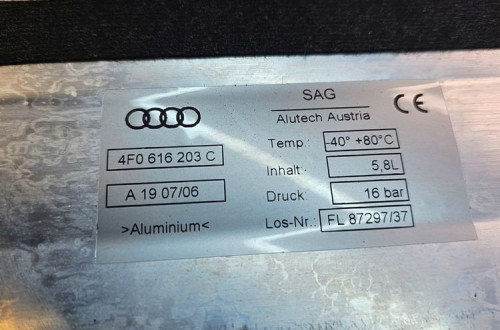 SAG
Alutech Austria
CE
4F0 616 203 C
A 19 07/06
>Aluminium<
Temp.: -40° +80°C
Inhalt: 5,8L
Druck: 16 bar
Los-Nr.: FL 87297/37